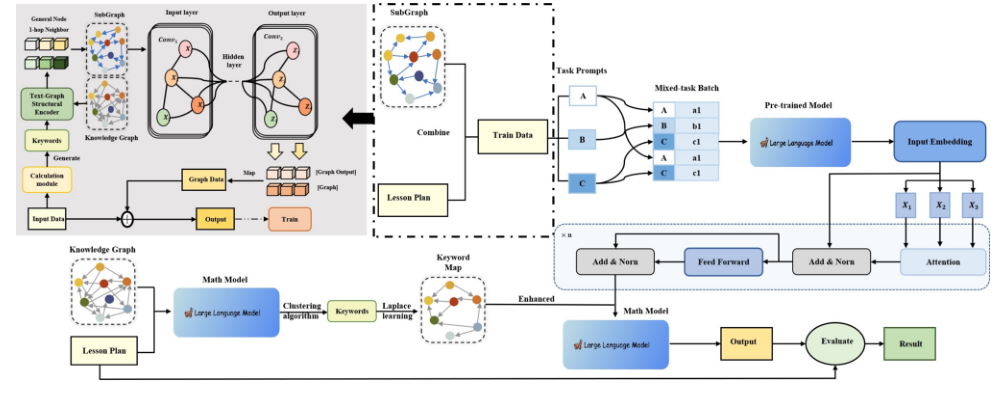 General Node
1-hop Neighbor
SubGraph
Input layer
Output layer
Conv₁
Conv₂
Hidden
layer
X
X
X
X
Z
Z
Z
Z
Text-Graph
Structural
Encoder
Knowledge Graph
Keywords
Generate
Calculation
module
Input Data
Graph Data
Map
[Graph Output]
[Graph]
Output
Train
SubGraph
Combine
Train Data
Lesson Plan
Task Prompts
A
B
C
Mixed-task Batch
A a1
B b1
C c1
A a1
C c1
Pre-trained Model
Large Language Model
Input Embedding
X₁ X₂ X₃
× n
Add & Norn
Feed Forward
Add & Norn
Attention
Knowledge Graph
Lesson Plan
Math Model
Large Language Model
Clustering
algorithm
Keywords
Laplace
learning
Keyword
Map
Enhanced
Math Model
Large Language Model
Output
Evaluate
Result